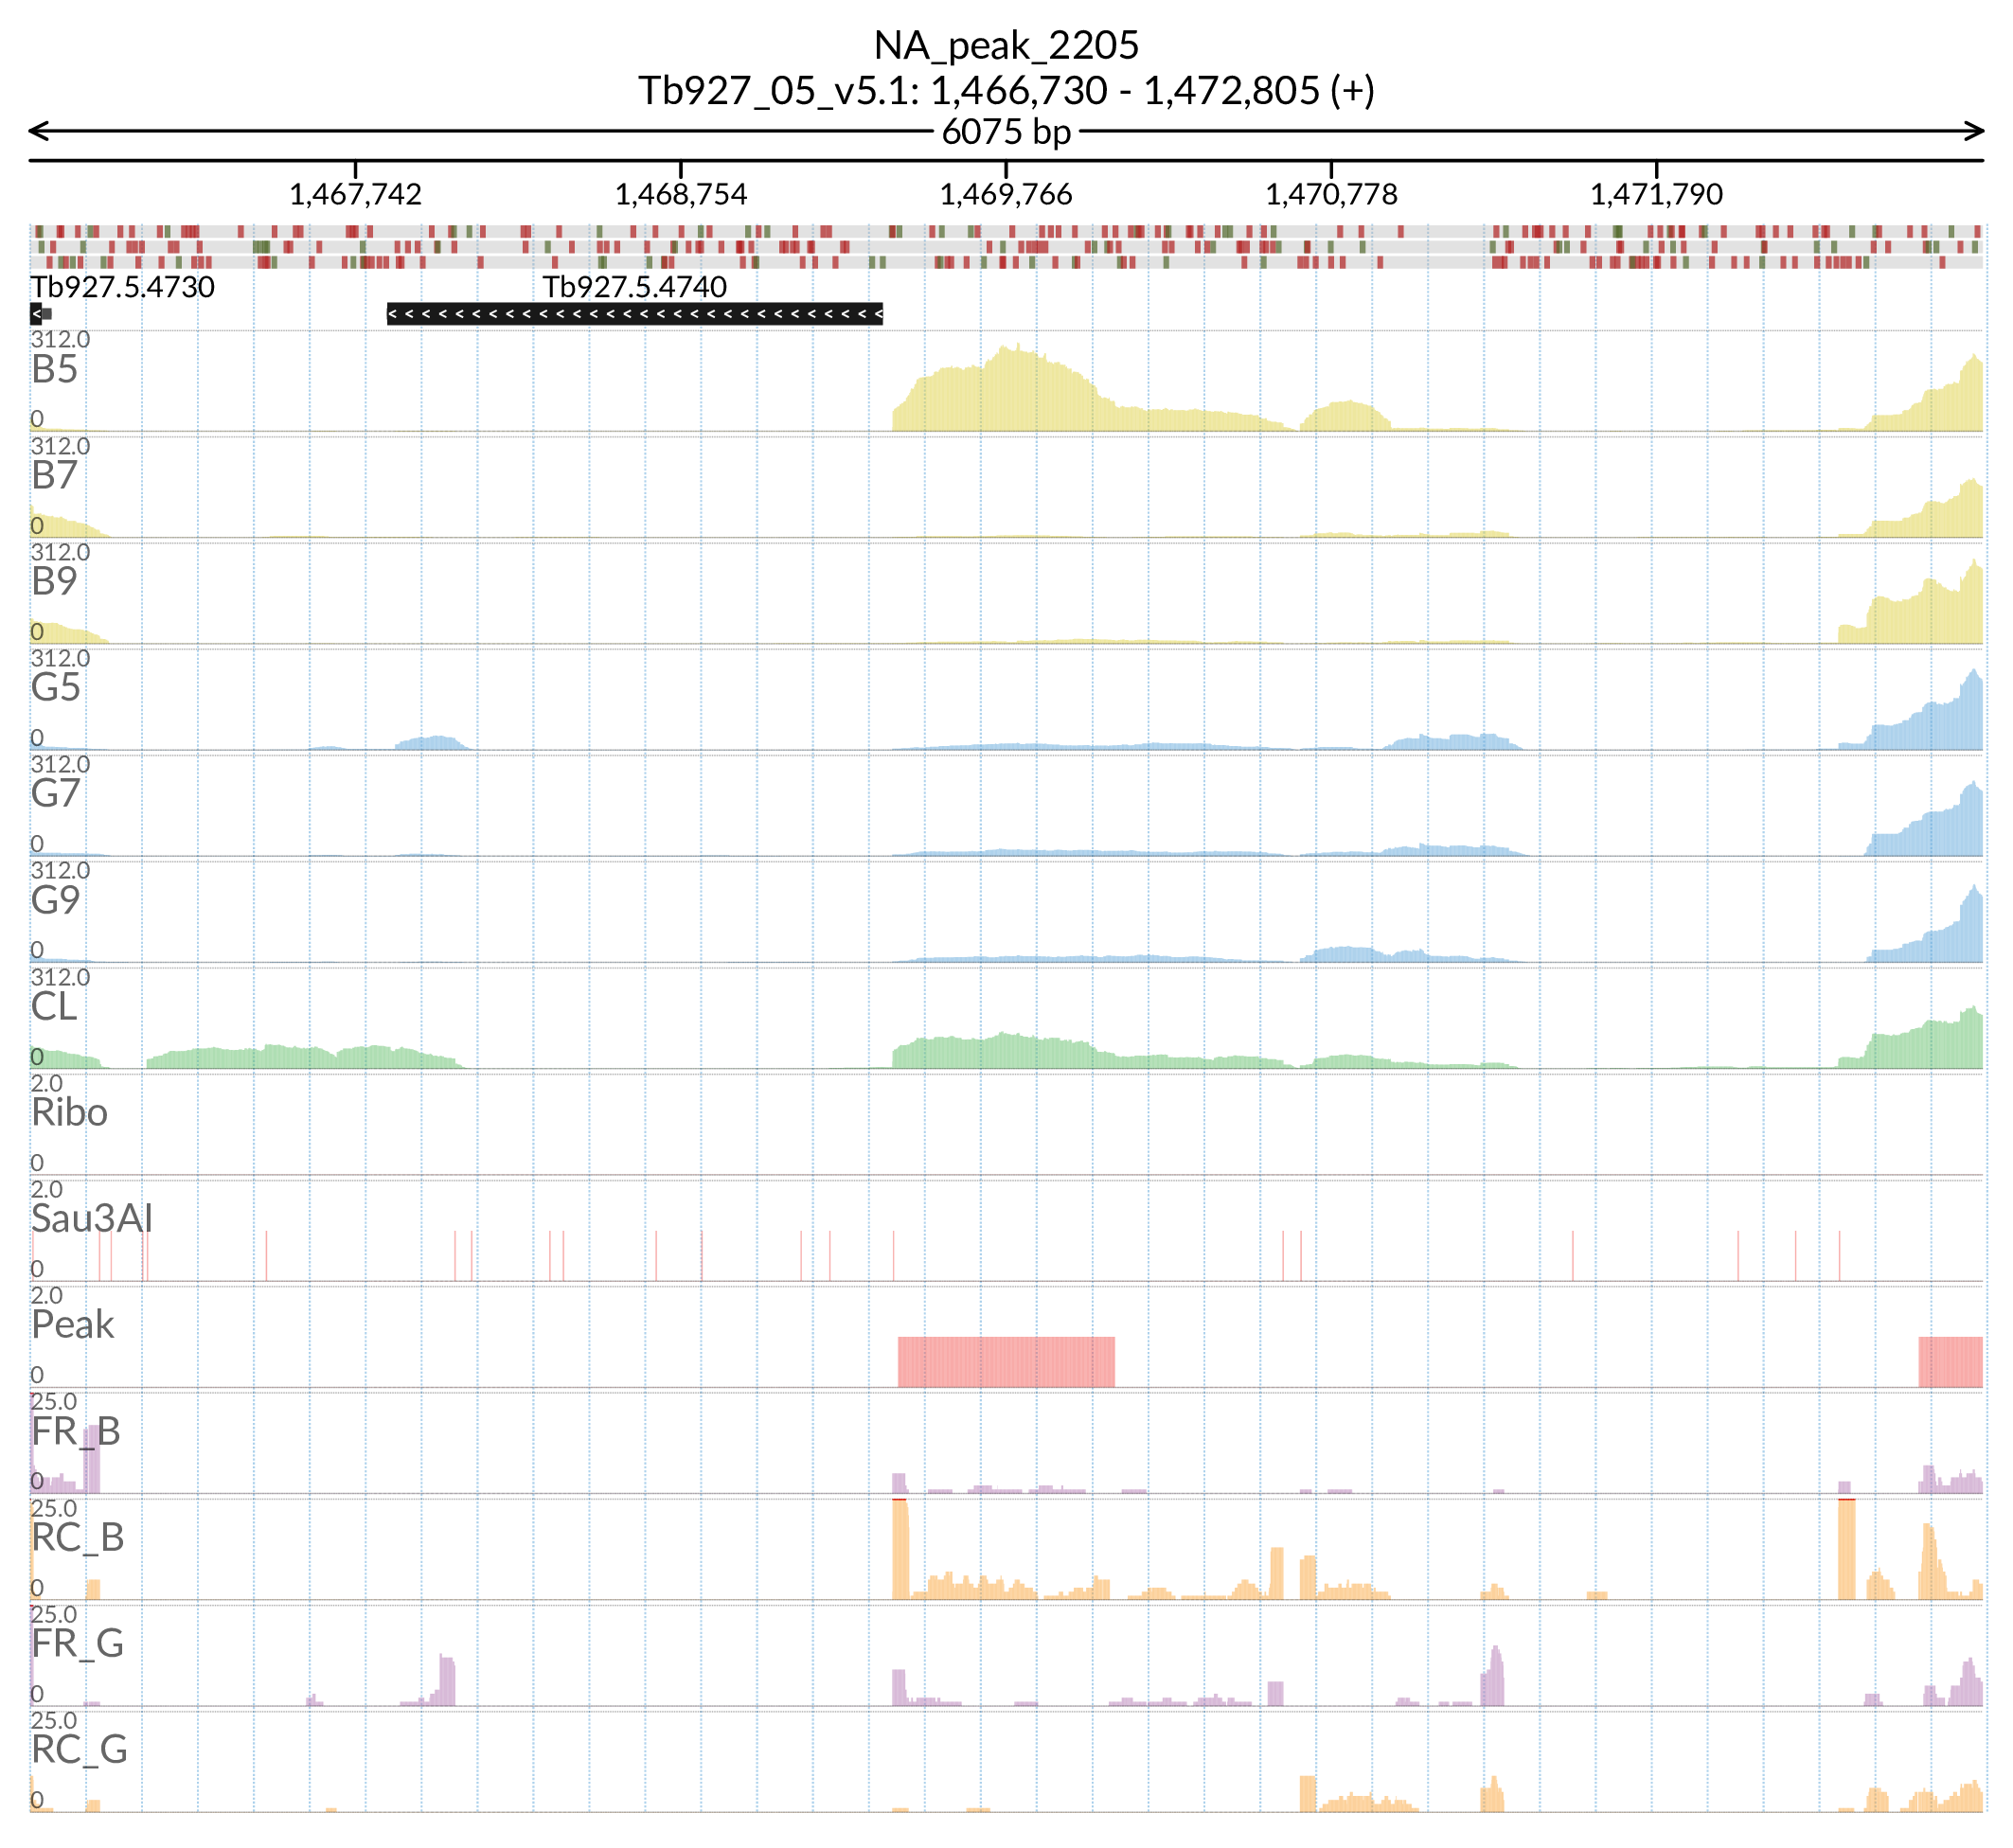 NA_peak_2205
Tb927_05_v5.1: 1,466,730 - 1,472,805 (+)
6075 bp
1,467,742 1,468,754 1,469,766 1,470,778 1,471,790
Tb927.5.4730 Tb927.5.4740
312.0
B5
0
312.0
B7
0
312.0
B9
0
312.0
G5
0
312.0
G7
0
312.0
G9
0
312.0
CL
0
2.0
Ribo
0
2.0
Sau3AI
0
2.0
Peak
0
25.0
FR_B
0
25.0
RC_B
0
25.0
FR_G
0
25.0
RC_G
0